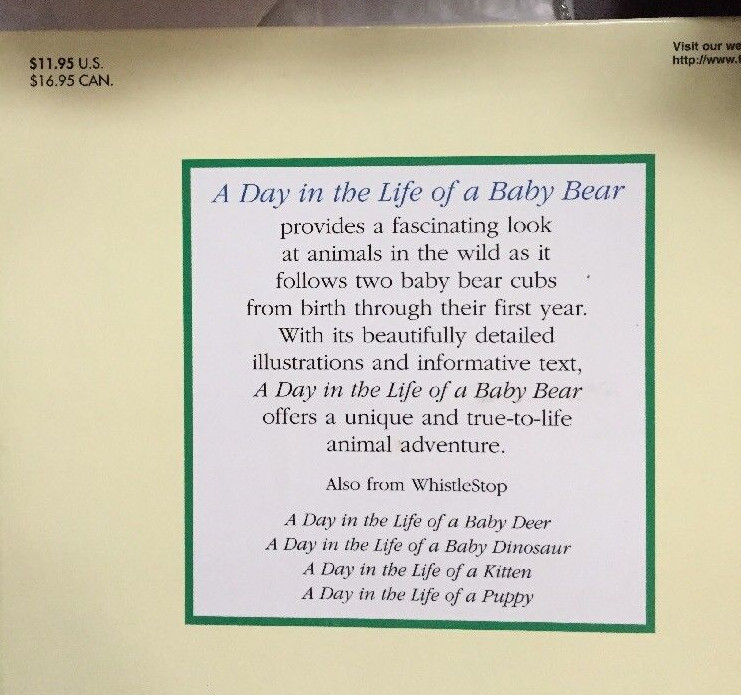 $11.95 U.S.
$16.95 CAN.
Visit our
http://www.
A Day in the Life of a Baby Bear
provides a fascinating look
at animals in the wild as it
follows two baby bear cubs
from birth through their first year.
With its beautifully detailed
illustrations and informative text,
A Day in the Life of a Baby Bear
offers a unique and true-to-life
animal adventure.
Also from WhistleStop
A Day in the Life of a Baby Deer
A Day in the Life of a Baby Dinosaur
A Day in the Life of a Kitten
A Day in the Life of a Puppy